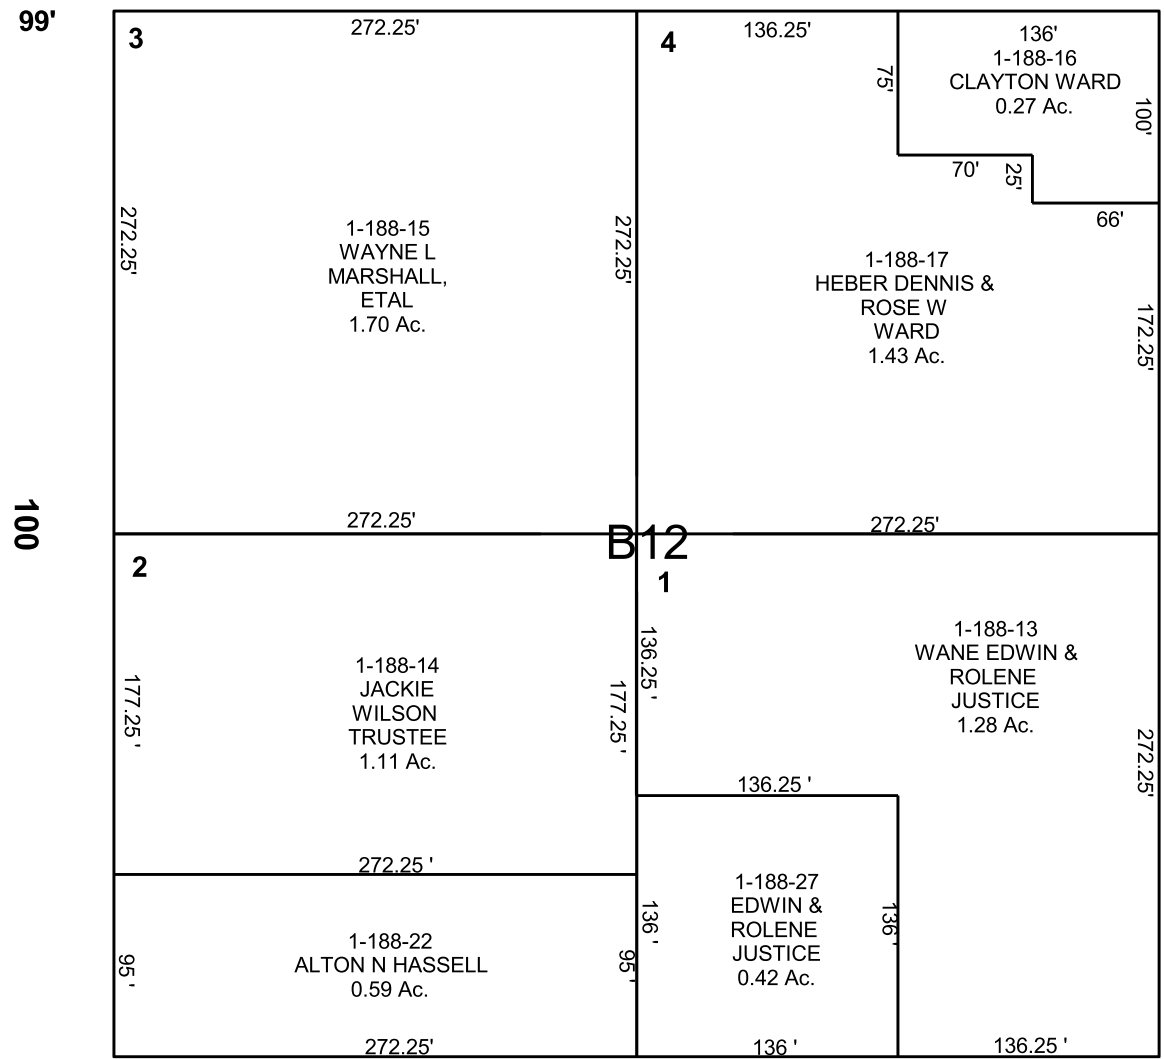 99'
3
272.25'
4
136.25'
136'
1-188-16
CLAYTON WARD
0.27 Ac.
75'
100'
70'
25'
66'
272.25'
1-188-15
WAYNE L
MARSHALL,
ETAL
1.70 Ac.
272.25'
1-188-17
HEBER DENNIS &
ROSE W
WARD
1.43 Ac.
172.25'
100
272.25'
272.25'
B12
2
1
177.25 '
1-188-14
JACKIE
WILSON
TRUSTEE
1.11 Ac.
177.25 '
136.25 '
1-188-13
WANE EDWIN &
ROLENE
JUSTICE
1.28 Ac.
272.25'
136.25 '
272.25 '
95 '
1-188-22
ALTON N HASSELL
0.59 Ac.
95 '
136 '
1-188-27
EDWIN &
ROLENE
JUSTICE
0.42 Ac.
136 '
272.25'
136 '
136.25 '